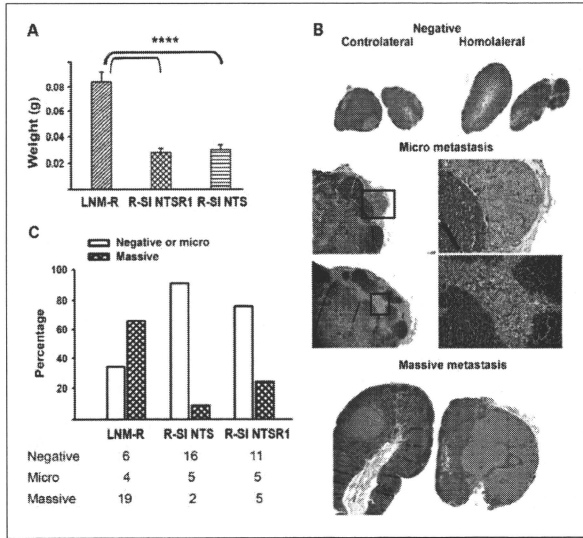 A
****
Weight (g)
0.08
0.06
0.04
0.02
LNM-R R-SI NTSR1 R-SI NTS
B
Negative
Controlateral Homolaleral
Micro metastasis
Massive metastasis
C
Negative or micro
Massive
Percentage
100
80
60
40
20
LNM-R R-SI NTS R-SI NTSR1
Negative 6 16 11
Micro 4 5 5
Massive 19 2 5